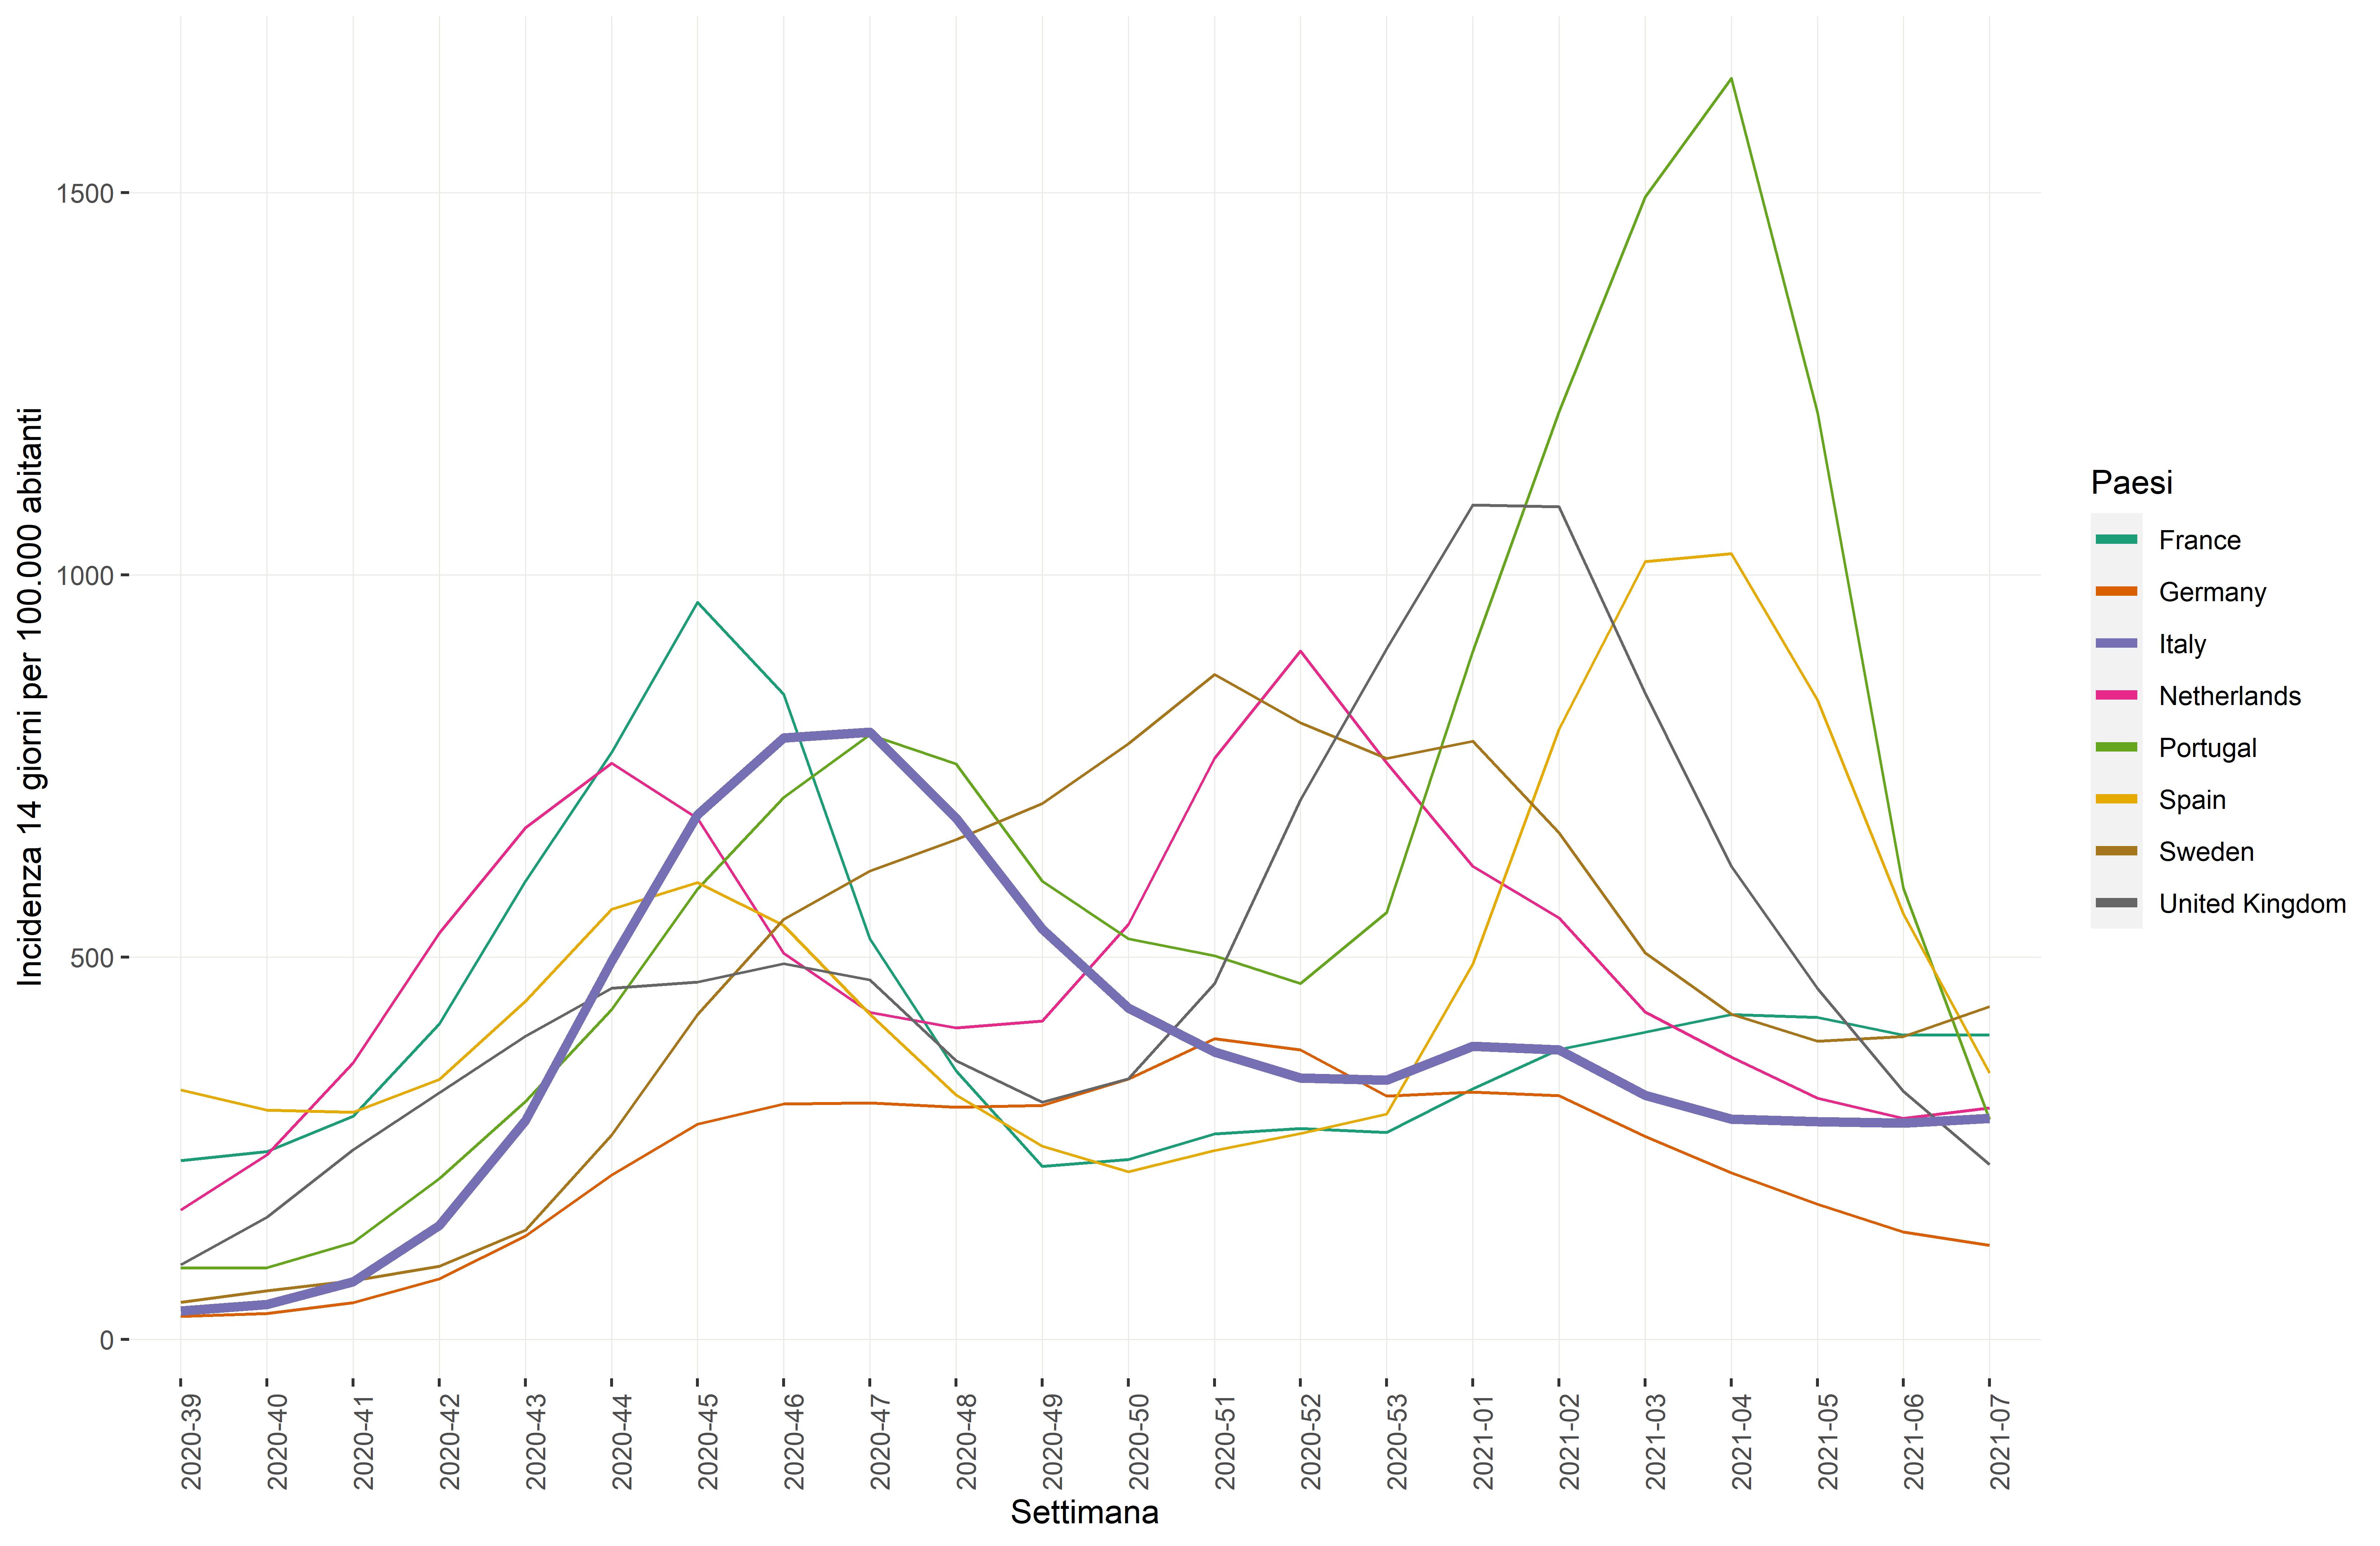 Incidenza 14 giorni per 100.000 abitanti
1500
1000
500
0
2020-39
2020-40
2020-41
2020-42
2020-43
2020-44
2020-45
2020-46
2020-47
2020-48
2020-49
2020-50
2020-51
2020-52
2020-53
2021-01
2021-02
2021-03
2021-04
2021-05
2021-06
2021-07
Settimana
Paesi
France
Germany
Italy
Netherlands
Portugal
Spain
Sweden
United Kingdom